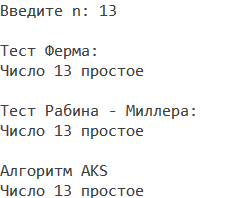 Введите n: 13
Тест Ферма:
Число 13 простое
Тест Рабина - Миллера:
Число 13 простое
Алгоритм AKS
Число 13 простое